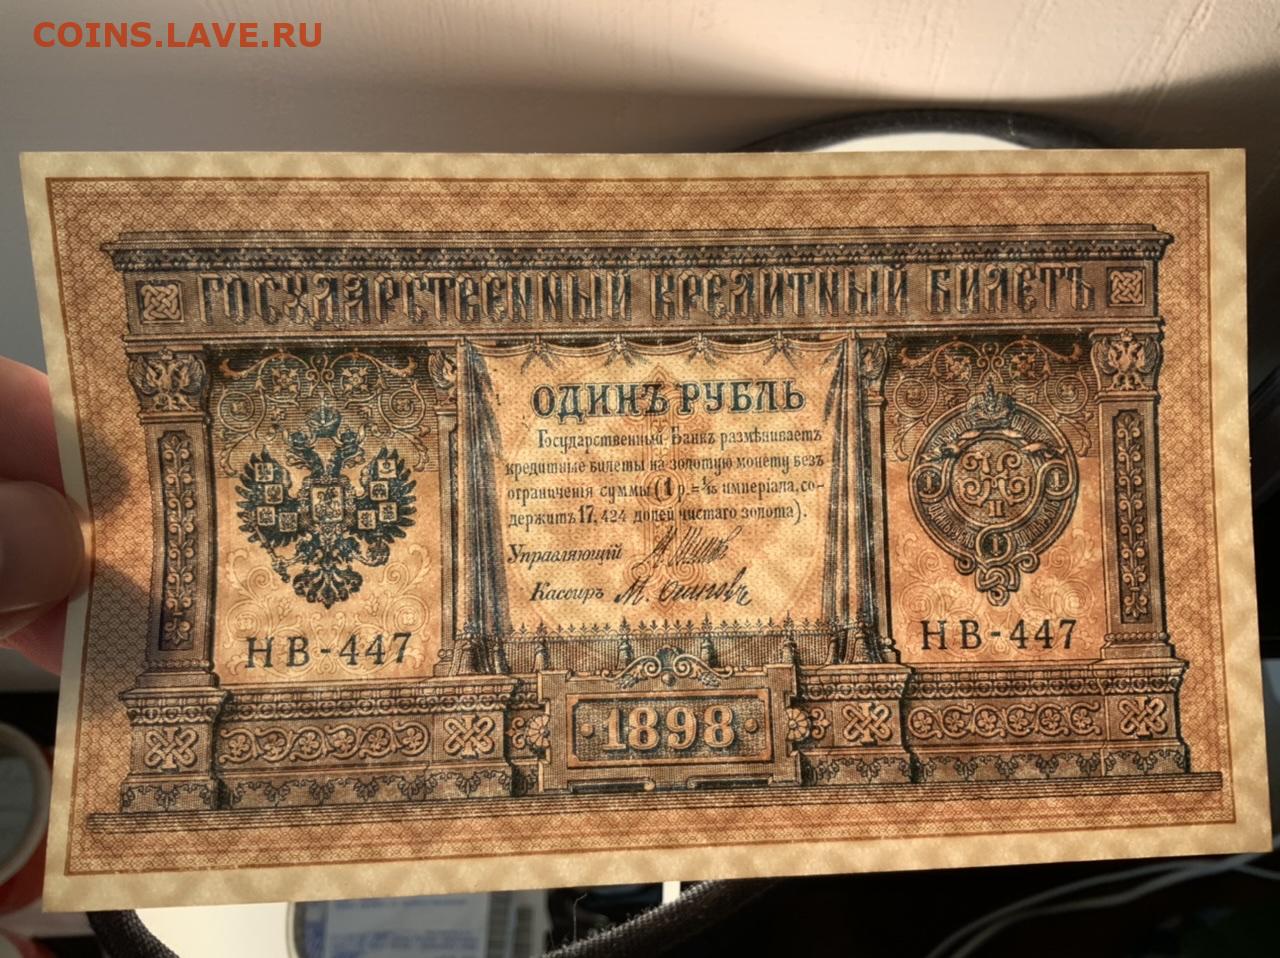 COINS.LAVE.RU
ГОСУДАРСТВЕННЫЙ КРЕДИТНЫЙ БИЛЕТЪ
ОДИНЪ РУБЛЬ
Государственный Банкъ размѣниваетъ
кредитные билеты на золотую монету безъ
ограниченія суммы (1 р.=1/15 имперіала, со-
держитъ 17,424 долей чистаго золота).
Управляющій
Кассиръ М. Осиповъ
НВ-447
НВ-447
1898